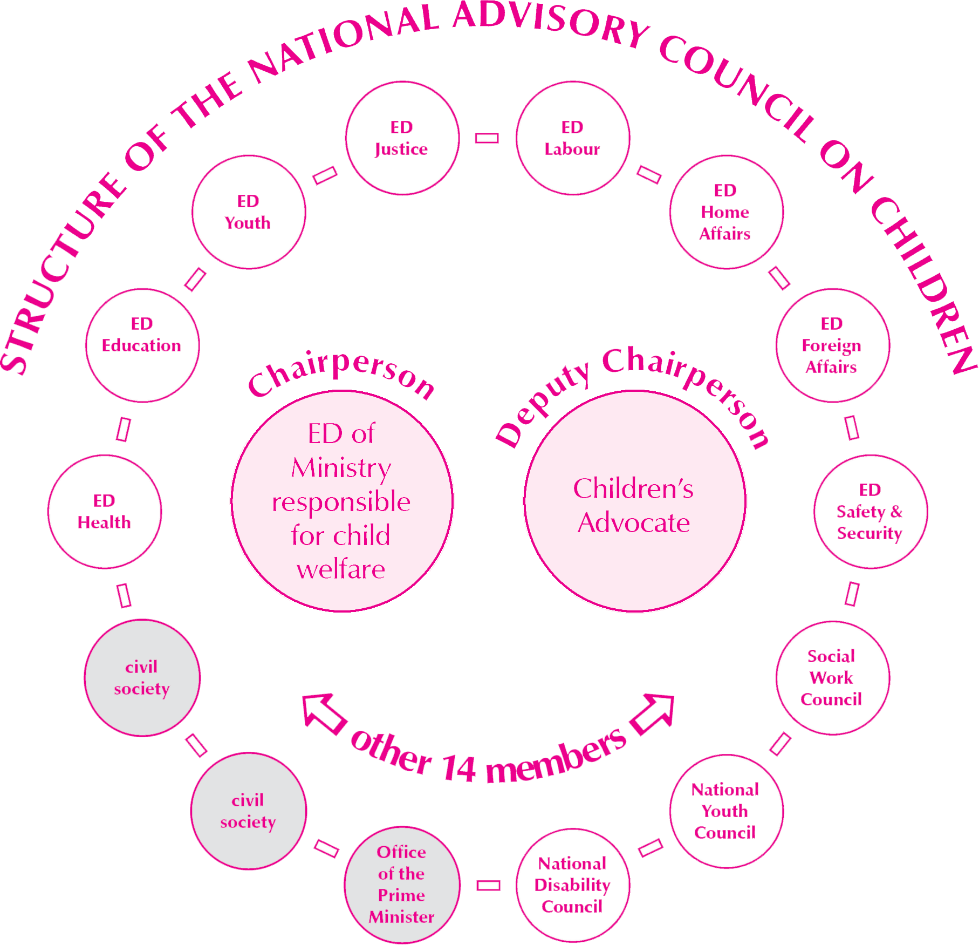 STRUCTURE OF THE NATIONAL ADVISORY COUNCIL ON CHILDREN
ED
Justice
ED
Labour
ED
Youth
ED
Home
Affairs
ED
Education
ED
Foreign
Affairs
Chairperson
ED of
Ministry
responsible
for child
welfare
Deputy Chairperson
Children's
Advocate
ED
Health
ED
Safety &
Security
civil
society
Social
Work
Council
other 14 members
civil
society
National
Youth
Council
Office
of the
Prime
Minister
National
Disability
Council